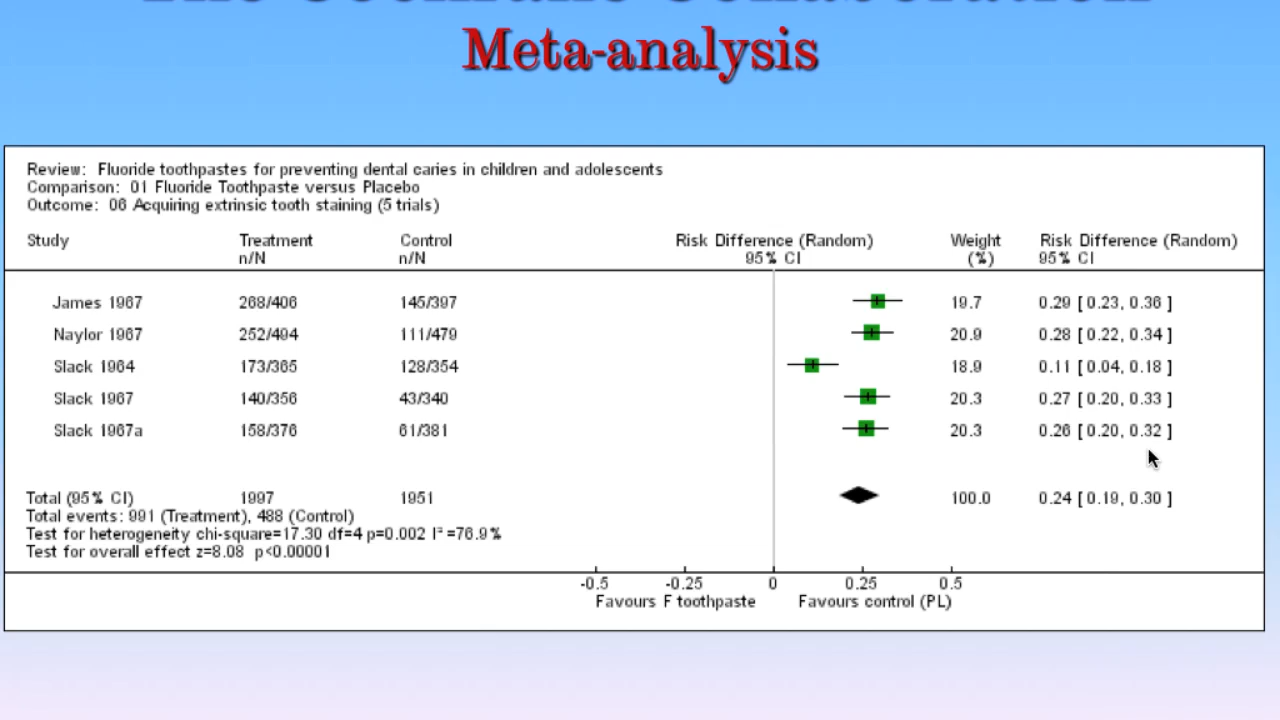 The Cochrane Collaboration
Meta-analysis
Review: Fluoride toothpastes for preventing dental caries in children and adolescents
Comparison: 01 Fluoride Toothpaste versus Placebo
Outcome: 06 Acquiring extrinsic tooth staining (5 trials)
Study Treatment Control Risk Difference (Random) Weight Risk Difference (Random)
n/N n/N 95% CI (%) 95% CI
James 1967 268/406 145/397 19.7 0.29 [ 0.23, 0.36 ]
Naylor 1967 252/494 111/479 20.9 0.28 [ 0.22, 0.34 ]
Slack 1964 173/365 128/354 18.9 0.11 [ 0.04, 0.18 ]
Slack 1967 140/356 43/340 20.3 0.27 [ 0.20, 0.33 ]
Slack 1967a 158/376 61/381 20.3 0.26 [ 0.20, 0.32 ]
Total (95% CI) 1997 1951 100.0 0.24 [ 0.19, 0.30 ]
Total events: 991 (Treatment), 488 (Control)
Test for heterogeneity chi-square=17.30 df=4 p=0.002 I² =76.9%
Test for overall effect z=8.08 p<0.00001
-0.5 -0.25 0 0.25 0.5
Favours F toothpaste Favours control (PL)